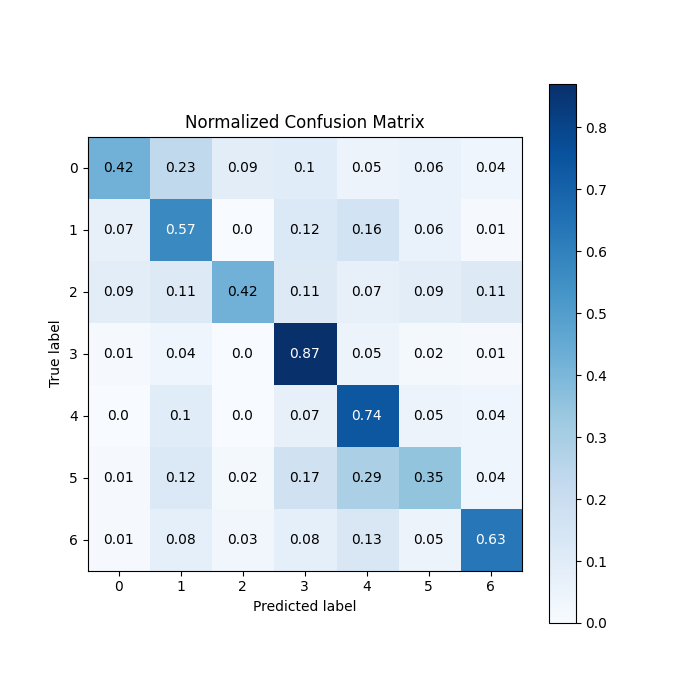 Normalized Confusion Matrix
0 0.42 0.23 0.09 0.1 0.05 0.06 0.04
1 0.07 0.57 0.0 0.12 0.16 0.06 0.01
2 0.09 0.11 0.42 0.11 0.07 0.09 0.11
3 0.01 0.04 0.0 0.87 0.05 0.02 0.01
4 0.0 0.1 0.0 0.07 0.74 0.05 0.04
5 0.01 0.12 0.02 0.17 0.29 0.35 0.04
6 0.01 0.08 0.03 0.08 0.13 0.05 0.63
0 1 2 3 4 5 6
Predicted label
True label
0.8
0.7
0.6
0.5
0.4
0.3
0.2
0.1
0.0